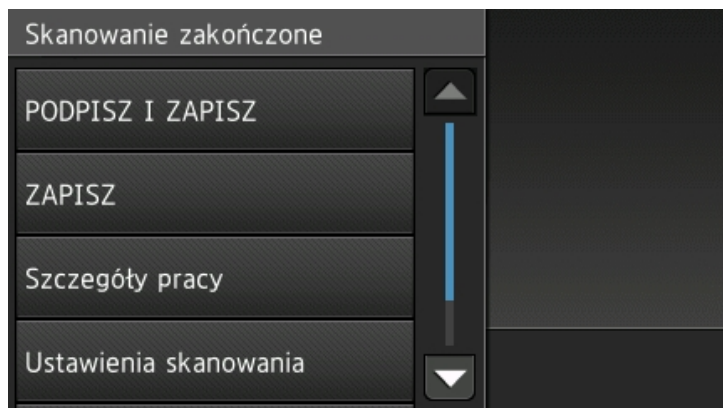 Skanowanie zakończone
PODPISZ I ZAPISZ
ZAPISZ
Szczegóły pracy
Ustawienia skanowania